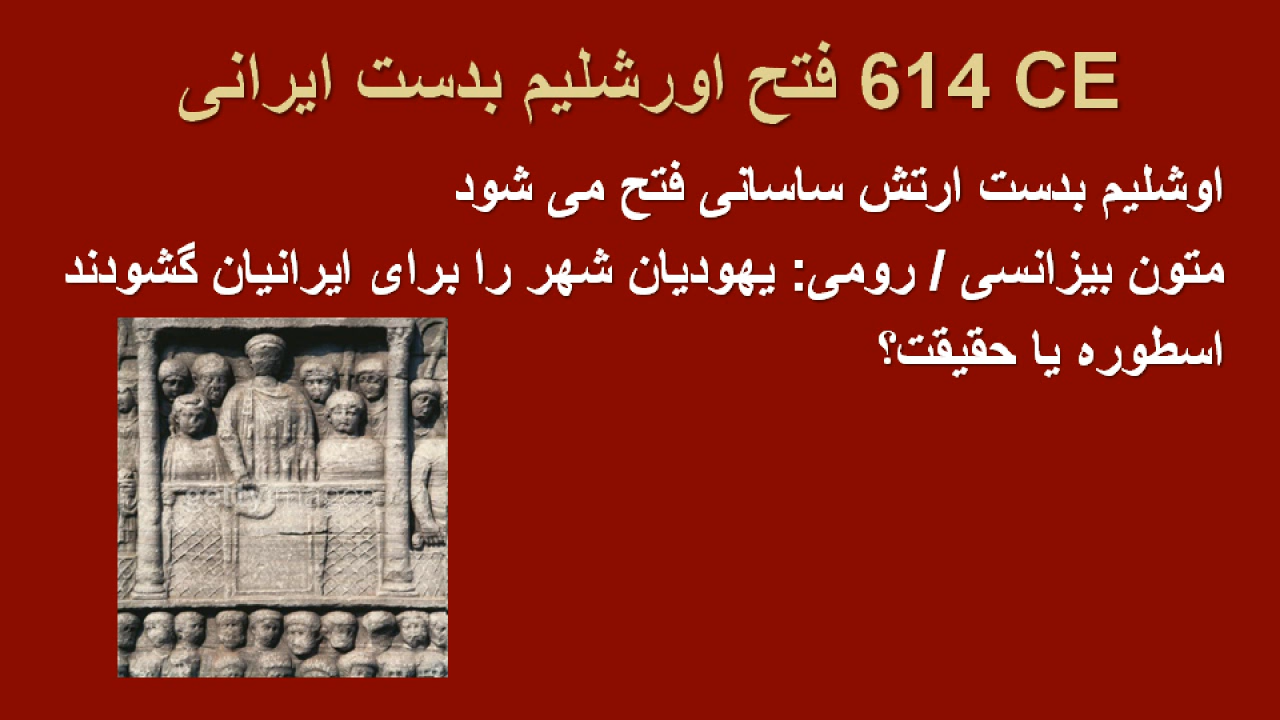 614 CE فتح اورشلیم بدست ایرانی
اوشلیم بدست ارتش ساسانی فتح می شود
متون بیزانسی / رومی: یهودیان شهر را برای ایرانیان گشودند
اسطوره یا حقیقت؟
gettyimages